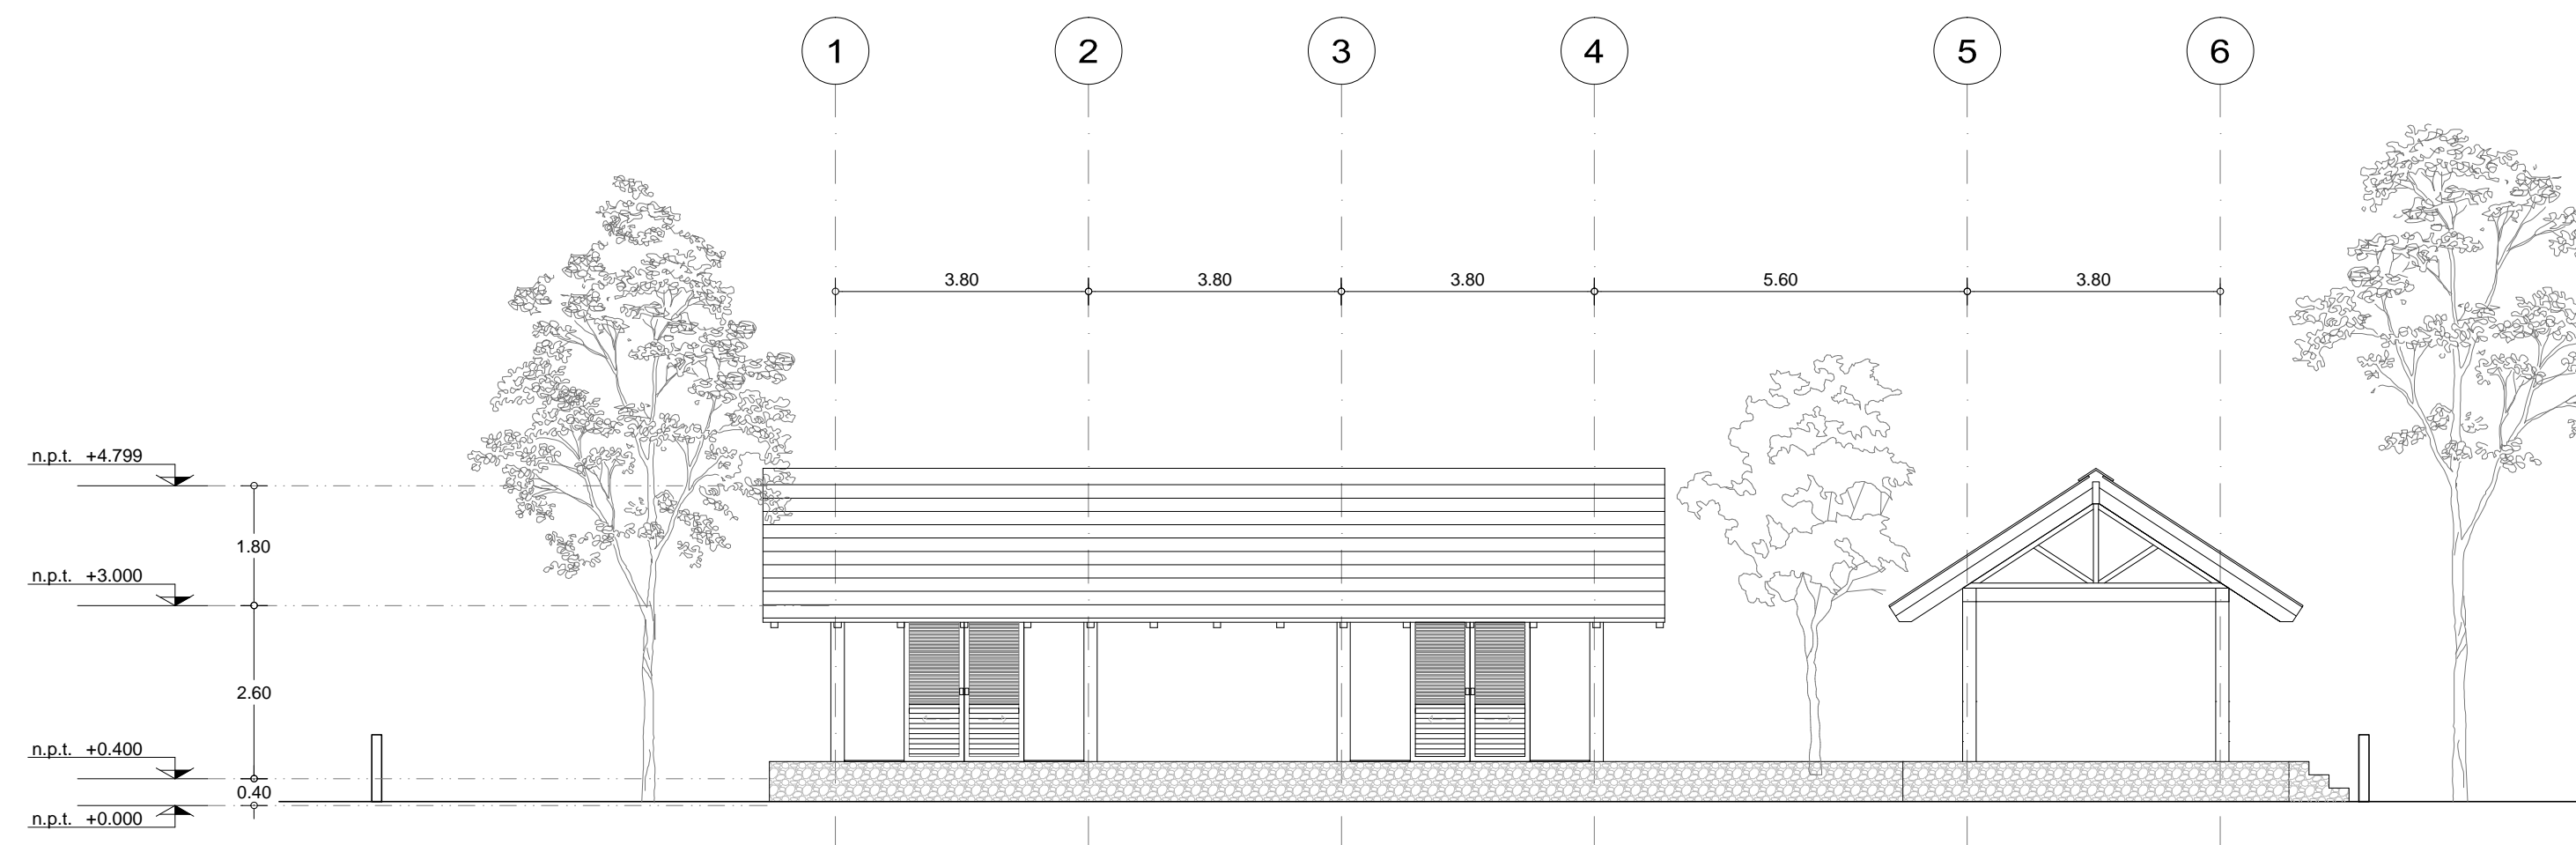 1 2 3 4 5 6
3.80 3.80 3.80 5.60 3.80
n.p.t. +4.799
1.80
n.p.t. +3.000
2.60
n.p.t. +0.400
0.40
n.p.t. +0.000